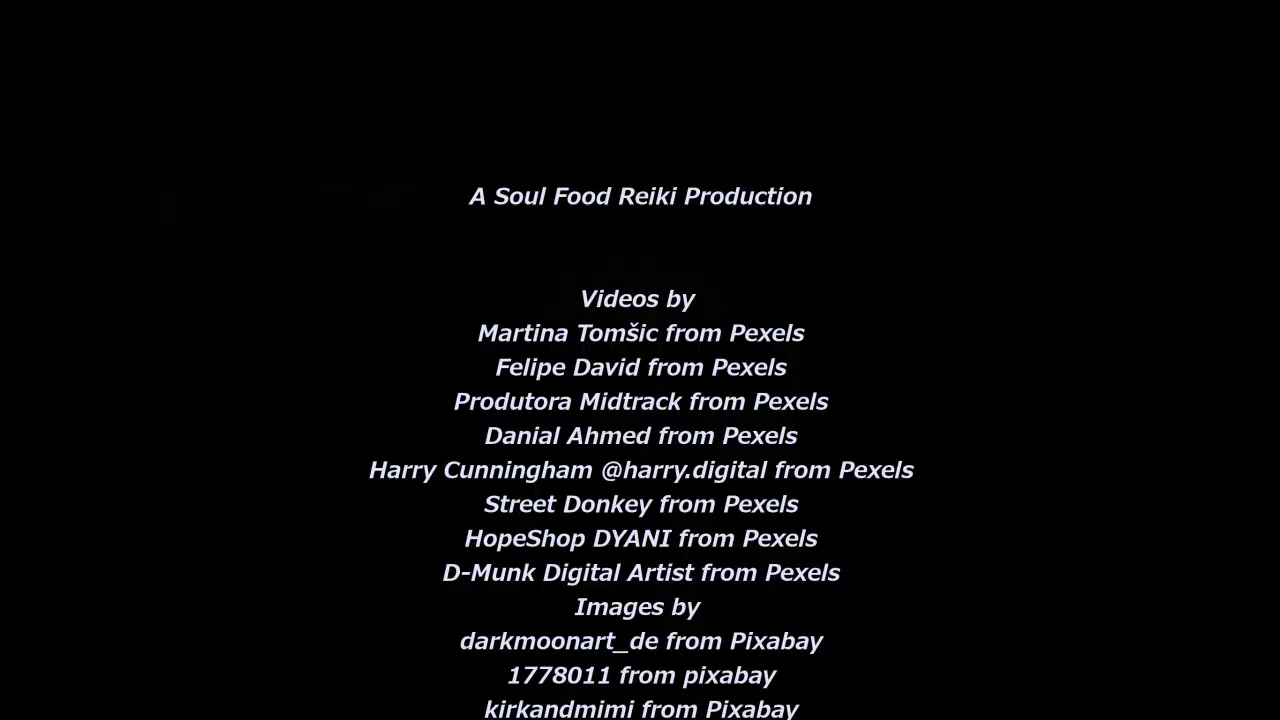 A Soul Food Reiki Production
Videos by
Martina Tomšic from Pexels
Felipe David from Pexels
Produtora Midtrack from Pexels
Danial Ahmed from Pexels
Harry Cunningham @harry.digital from Pexels
Street Donkey from Pexels
HopeShop DYANI from Pexels
D-Munk Digital Artist from Pexels
Images by
darkmoonart_de from Pixabay
1778011 from pixabay
kirkandmimi from Pixabay